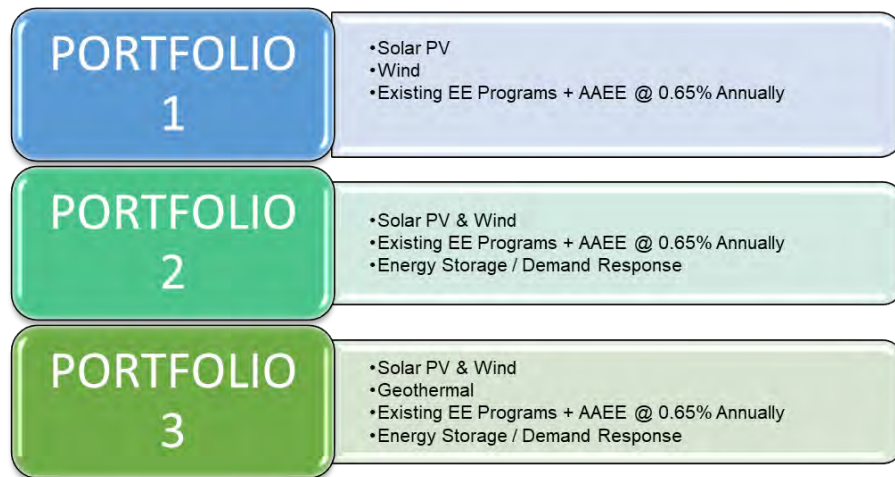 PORTFOLIO
1
•Solar PV
•Wind
•Existing EE Programs + AAEE @ 0.65% Annually
PORTFOLIO
2
•Solar PV & Wind
•Existing EE Programs + AAEE @ 0.65% Annually
•Energy Storage / Demand Response
PORTFOLIO
3
•Solar PV & Wind
•Geothermal
•Existing EE Programs + AAEE @ 0.65% Annually
•Energy Storage / Demand Response